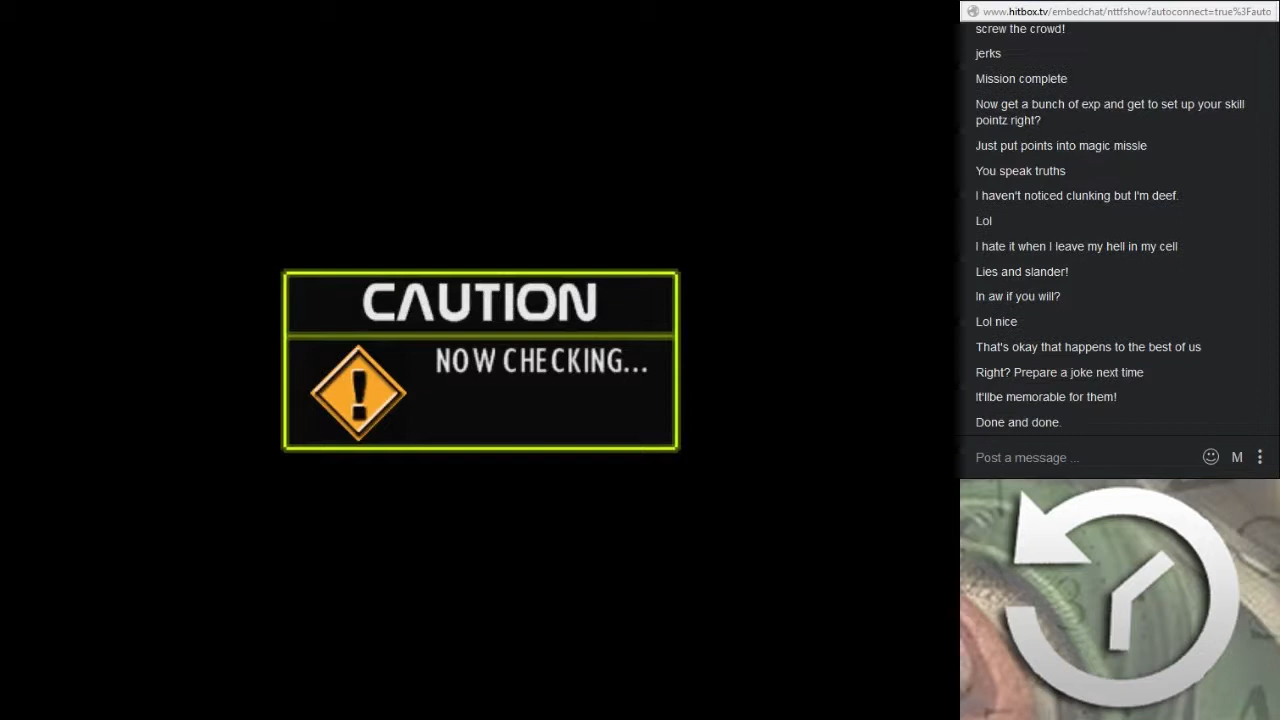 CAUTION
NOW CHECKING...
www.hitbox.tv/embedchat/nttfshow?autoconnect=true%3Fauto
screw the crowd!
jerks
Mission complete
Now get a bunch of exp and get to set up your skill
pointz right?
Just put points into magic missle
You speak truths
I haven't noticed clunking but I'm deef.
Lol
I hate it when I leave my hell in my cell
Lies and slander!
In aw if you will?
Lol nice
That's okay that happens to the best of us
Right? Prepare a joke next time
It'llbe memorable for them!
Done and done.
Post a message ...
M